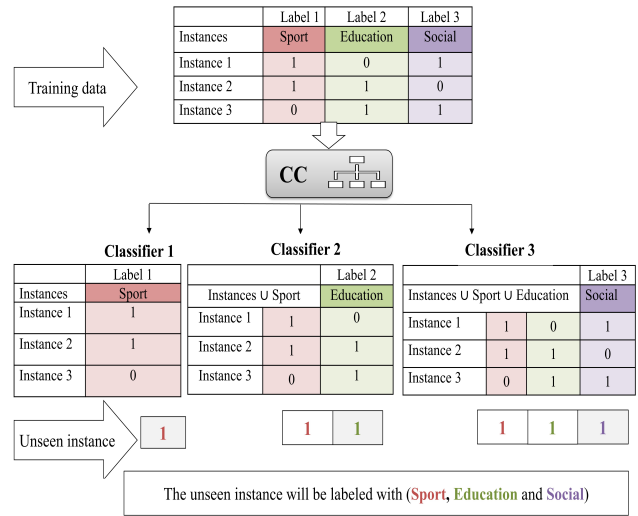 Label 1 Label 2 Label 3
Instances Sport Education Social
Instance 1 1 0 1
Instance 2 1 1 0
Instance 3 0 1 1
Training data
CC
Classifier 1 Classifier 2 Classifier 3
Label 1
Instances Sport
Instance 1 1
Instance 2 1
Instance 3 0
Label 2
Instances ∪ Sport Education
Instance 1 1 0
Instance 2 1 1
Instance 3 0 1
Label 3
Instances ∪ Sport ∪ Education Social
Instance 1 1 0 1
Instance 2 1 1 0
Instance 3 0 1 1
Unseen instance 1 1 1 1 1 1
The unseen instance will be labeled with (Sport, Education and Social)